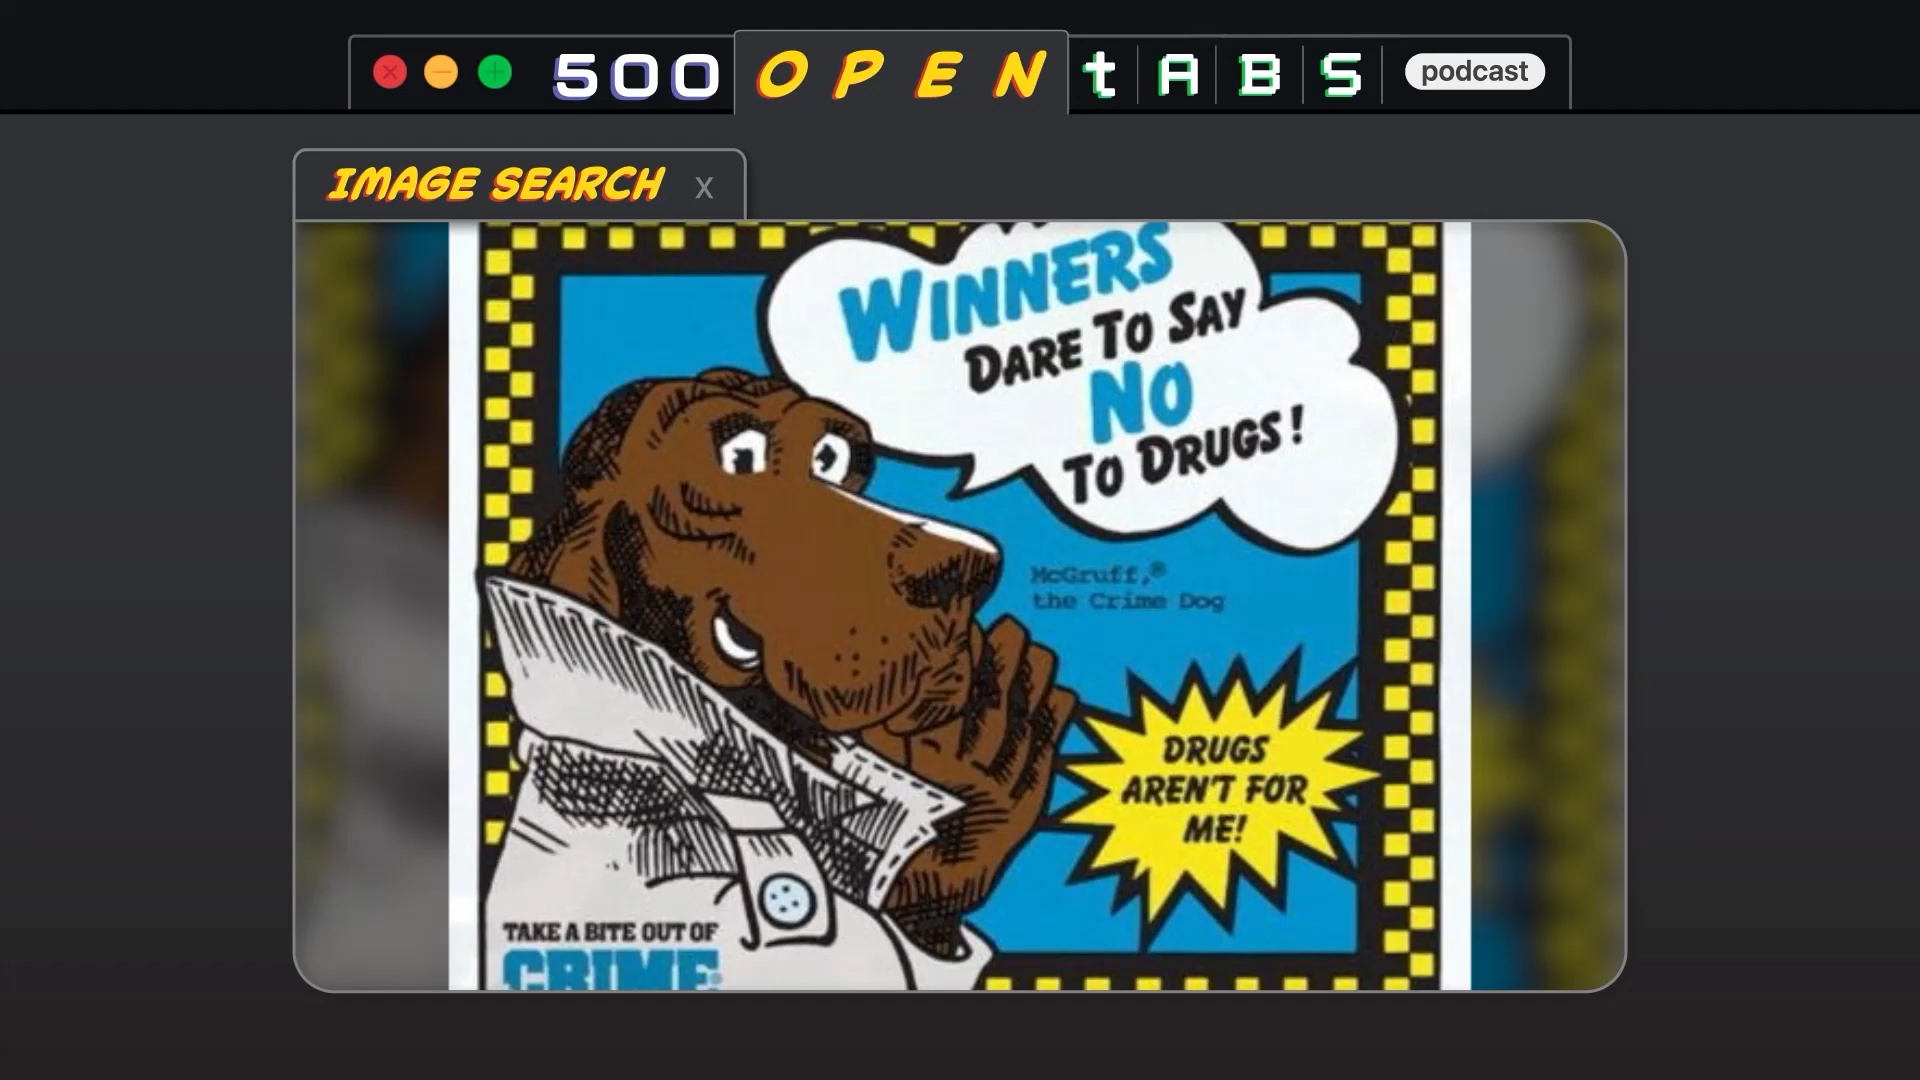 500 OPEN tABS podcast
IMAGE SEARCH x
WINNERS
DARE TO SAY
NO
TO DRUGS!
McGruff,®
the Crime Dog
DRUGS
AREN'T FOR
ME!
TAKE A BITE OUT OF
CRIME